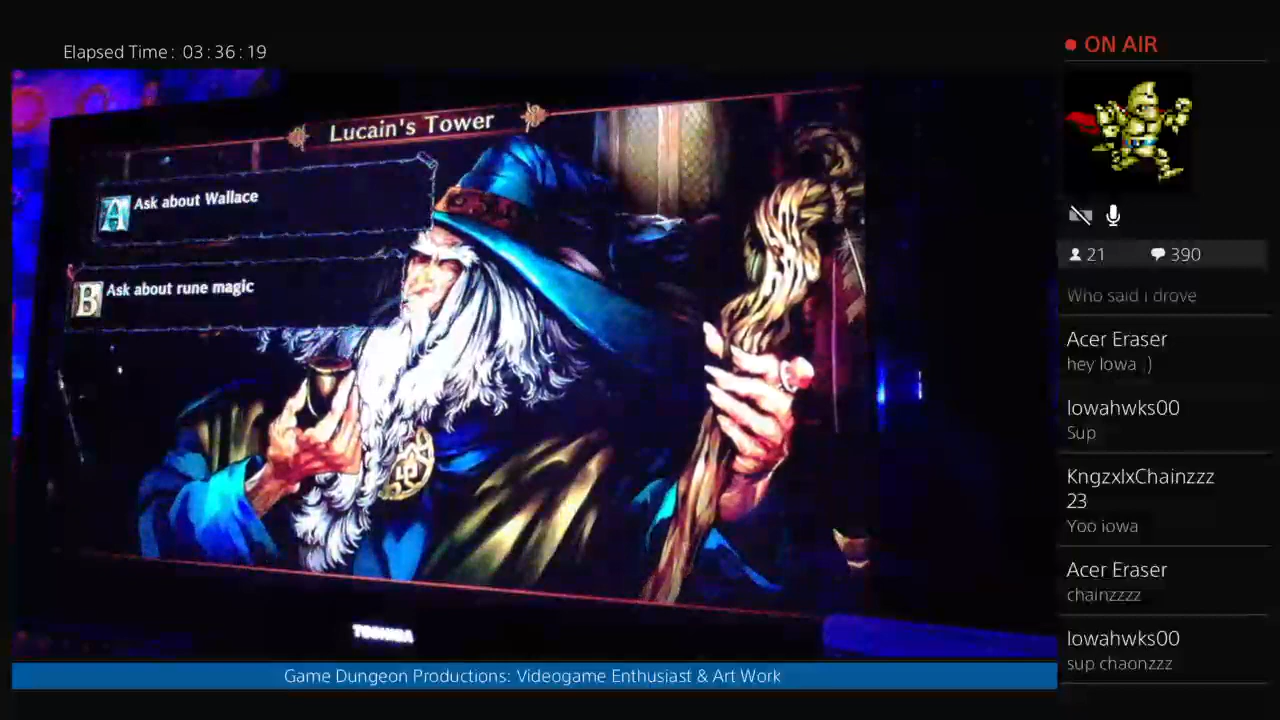 Elapsed Time: 03:36:19
ON AIR
Lucain's Tower
A Ask about Wallace
B Ask about rune magic
21 390
Who said i drove
Acer Eraser
hey Iowa :)
Iowahwks00
Sup
KngzxlxChainzzz
23
Yoo iowa
Acer Eraser
chainzzzz
Iowahwks00
sup chaonzzz
TOSHIBA
Game Dungeon Productions: Videogame Enthusiast & Art Work